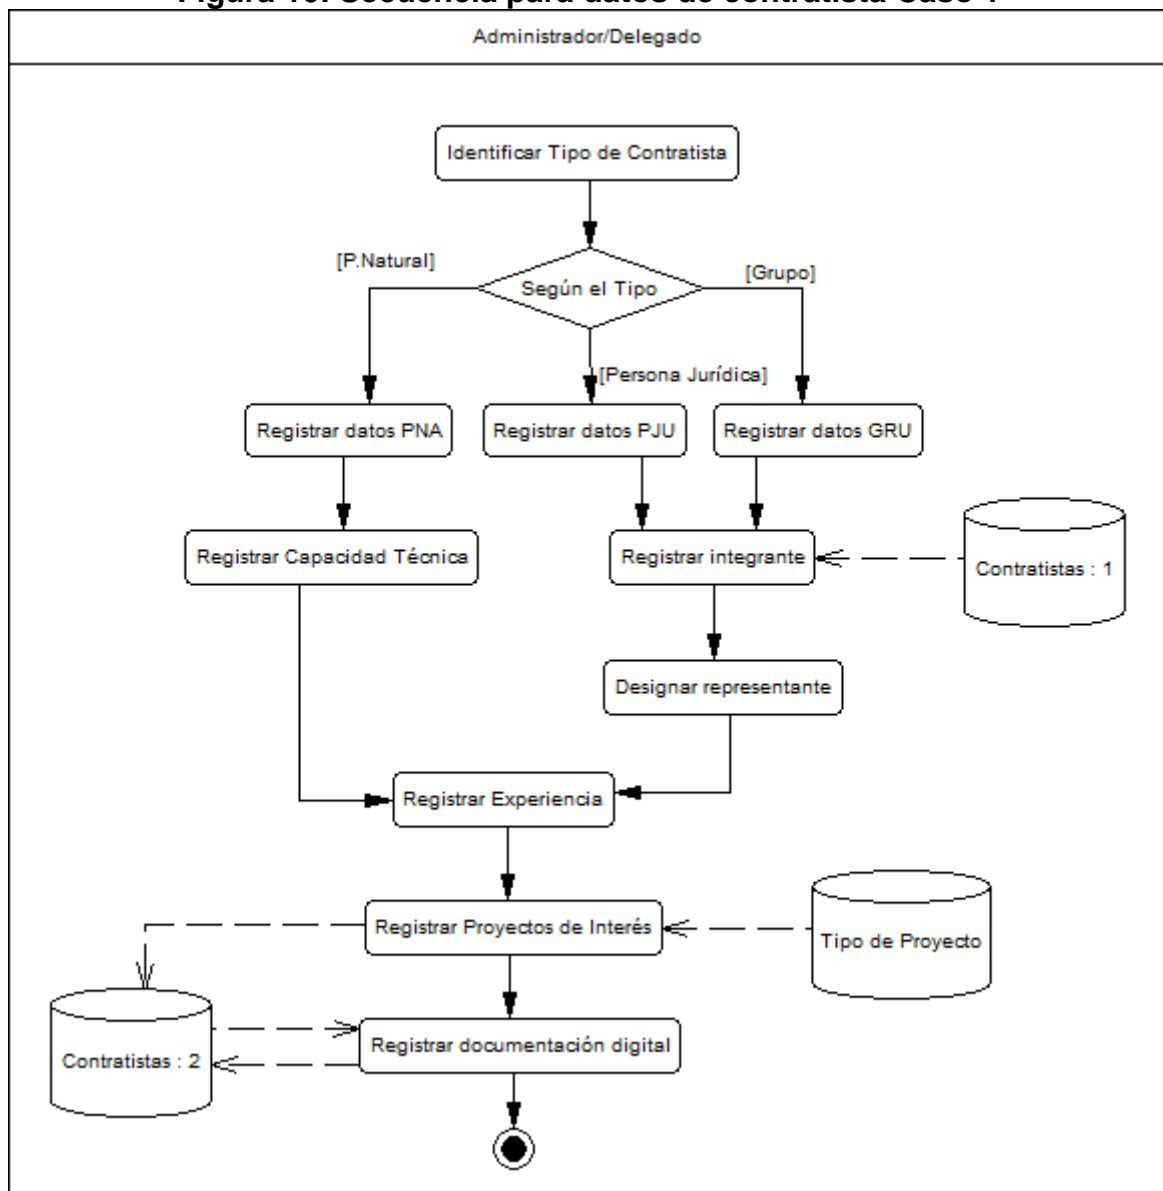 Administrador/Delegado
Identificar Tipo de Contratista
[P.Natural]
[Grupo]
Según el Tipo
[Persona Jurídica]
Registrar datos PNA
Registrar datos PJU
Registrar datos GRU
Registrar Capacidad Técnica
Registrar integrante
Contratistas : 1
Designar representante
Registrar Experiencia
Registrar Proyectos de Interés
Tipo de Proyecto
Registrar documentación digital
Contratistas : 2